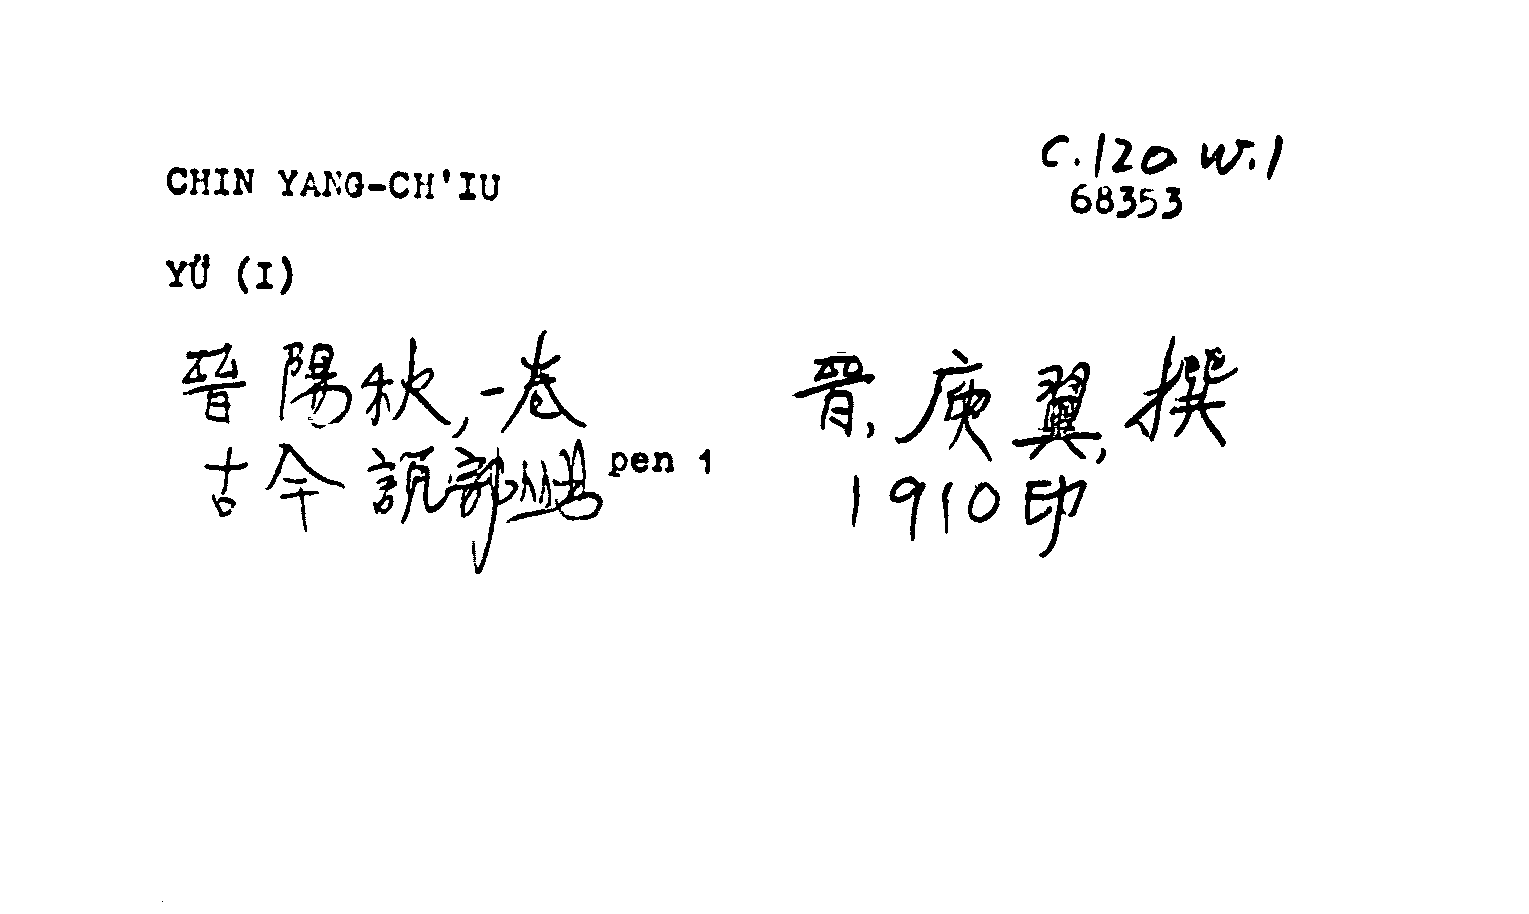 CHIN YANG-CH'IU
C.120 W.1
68353
YÜ (I)
晉陽秋,一卷 晉,庾翼,撰
古今說部叢書 pen 1 1910印